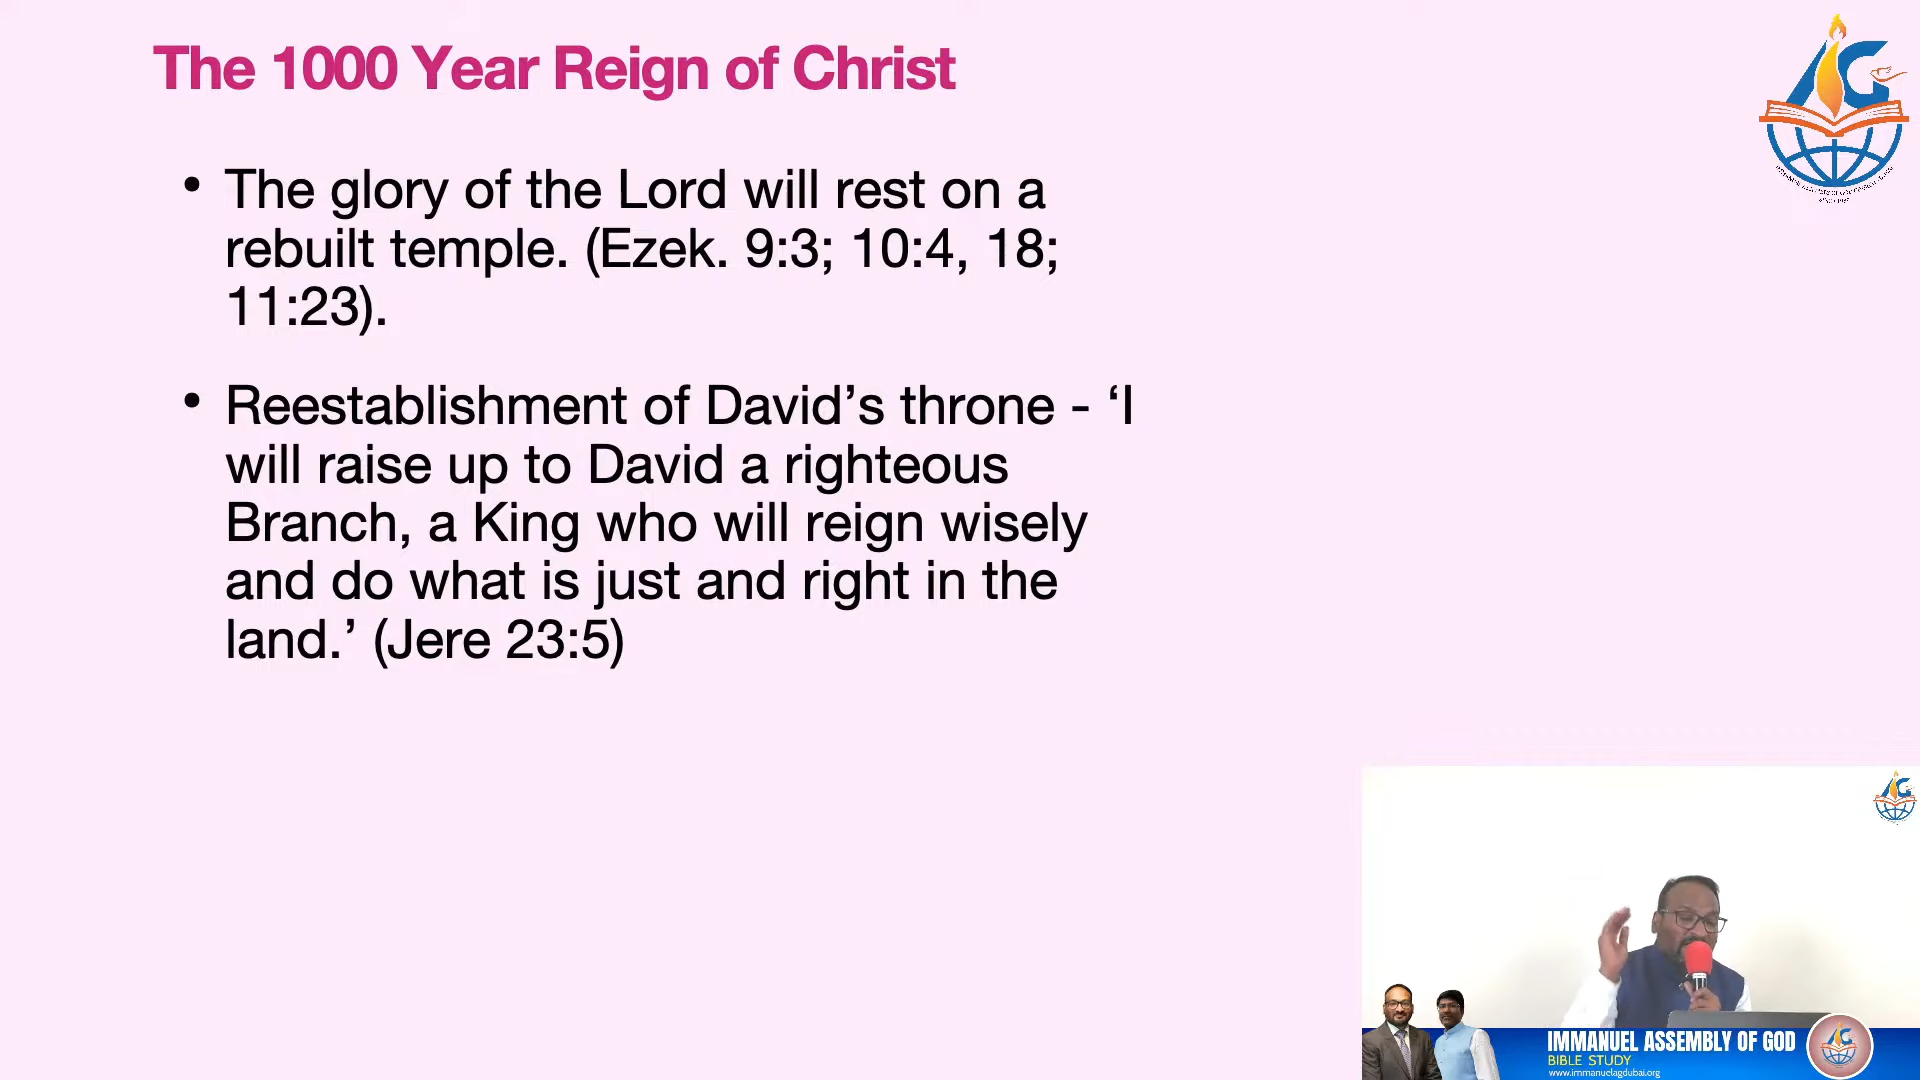 The 1000 Year Reign of Christ
• The glory of the Lord will rest on a
rebuilt temple. (Ezek. 9:3; 10:4, 18;
11:23).
• Reestablishment of David’s throne - ‘I
will raise up to David a righteous
Branch, a King who will reign wisely
and do what is just and right in the
land.’ (Jere 23:5)
AG
IMMANUEL ASSEMBLY OF GOD
BIBLE STUDY
www.immanuelagdubai.org